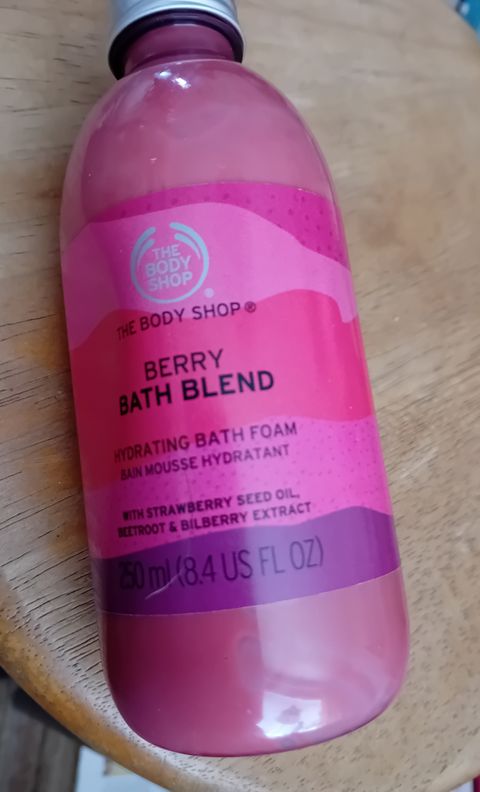 THE
BODY
SHOP
®
THE BODY SHOP®
BERRY
BATH BLEND
HYDRATING BATH FOAM
BAIN MOUSSE HYDRATANT
WITH STRAWBERRY SEED OIL,
BEETROOT & BILBERRY EXTRACT
250 ml (8.4 US FL OZ)